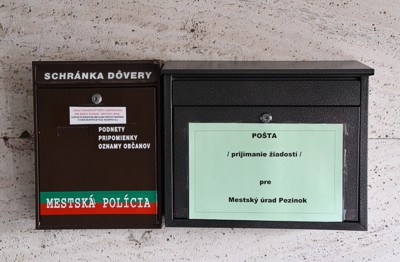 SCHRÁNKA DÔVERY
PODNETY
PRIPOMIENKY
OZNAMY OBČANOV
MESTSKÁ POLÍCIA
POŠTA
/ prijímanie žiadostí /
pre
Mestský úrad Pezinok